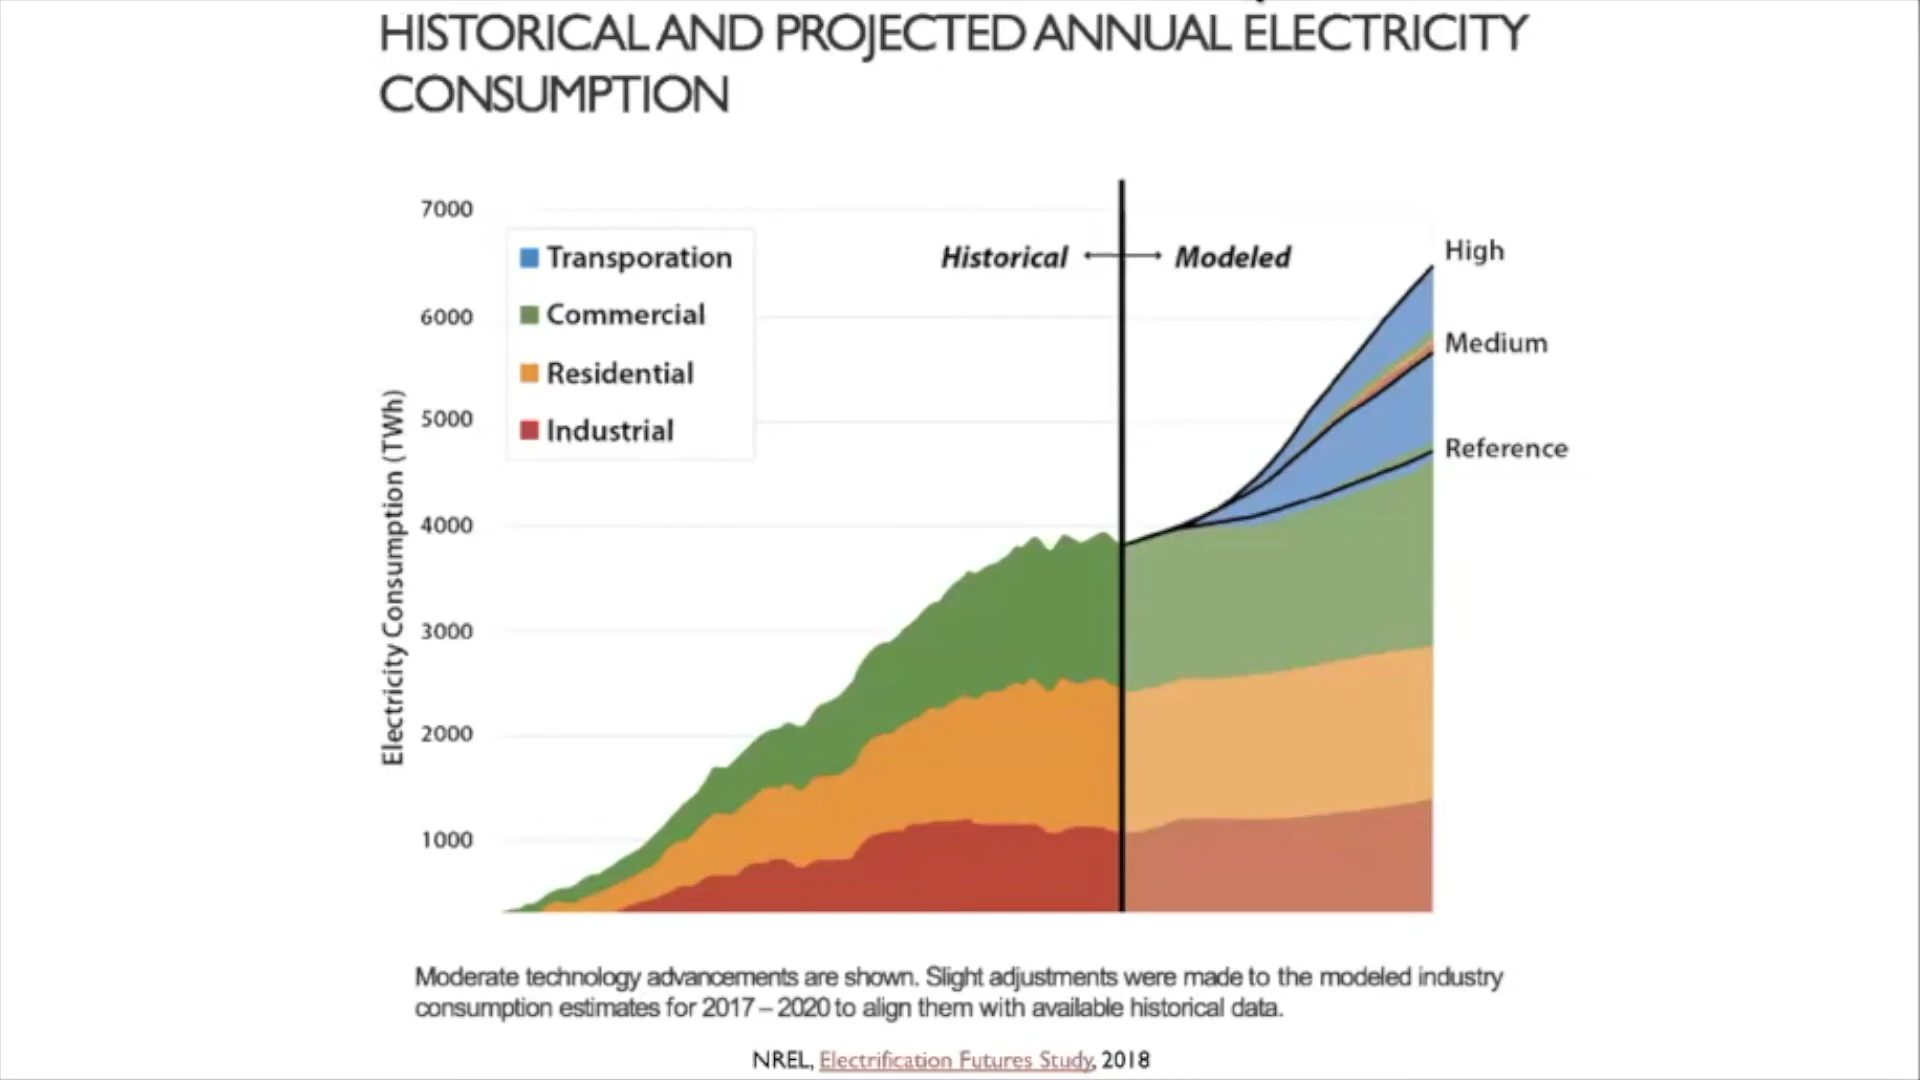 HISTORICAL AND PROJECTED ANNUAL ELECTRICITY
CONSUMPTION
7000
6000
5000
4000
3000
2000
1000
Electricity Consumption (TWh)
Transporation
Commercial
Residential
Industrial
Historical
Modeled
High
Medium
Reference
Moderate technology advancements are shown. Slight adjustments were made to the modeled industry
consumption estimates for 2017 – 2020 to align them with available historical data.
NREL, Electrification Futures Study, 2018